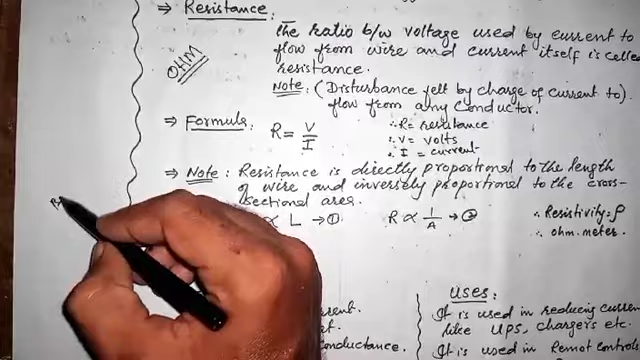 ⇒ Resistance:
The ratio b/w voltage used by current to
flow from wire and current itself is called
resistance.
OHM
Note: (Disturbance felt by charge of current to)
flow from any conductor.
⇒ Formula: R = V/I
∴ R = resistance
∴ V = volts
∴ I = current
⇒ Note: Resistance is directly proportional to the length
of wire and inversely proportional to the cross-
sectional area.
∝ L → ① R ∝ 1/A → ②
∴ Resistivity = ρ
∴ ohm.meter.
uses:
It is used in reducing current
like UPS, chargers etc.
It is used in Remot controls